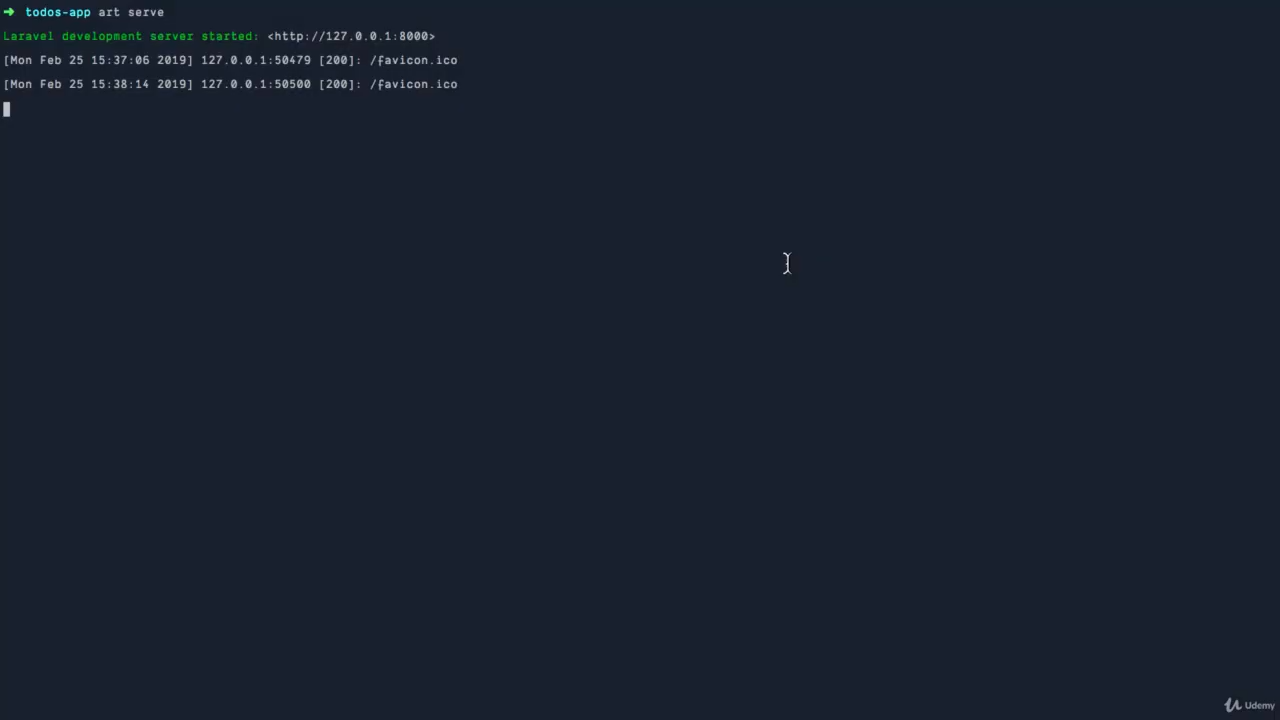 ➜ todos-app art serve
Laravel development server started: <http://127.0.0.1:8000>
[Mon Feb 25 15:37:06 2019] 127.0.0.1:50479 [200]: /favicon.ico
[Mon Feb 25 15:38:14 2019] 127.0.0.1:50500 [200]: /favicon.ico
Udemy